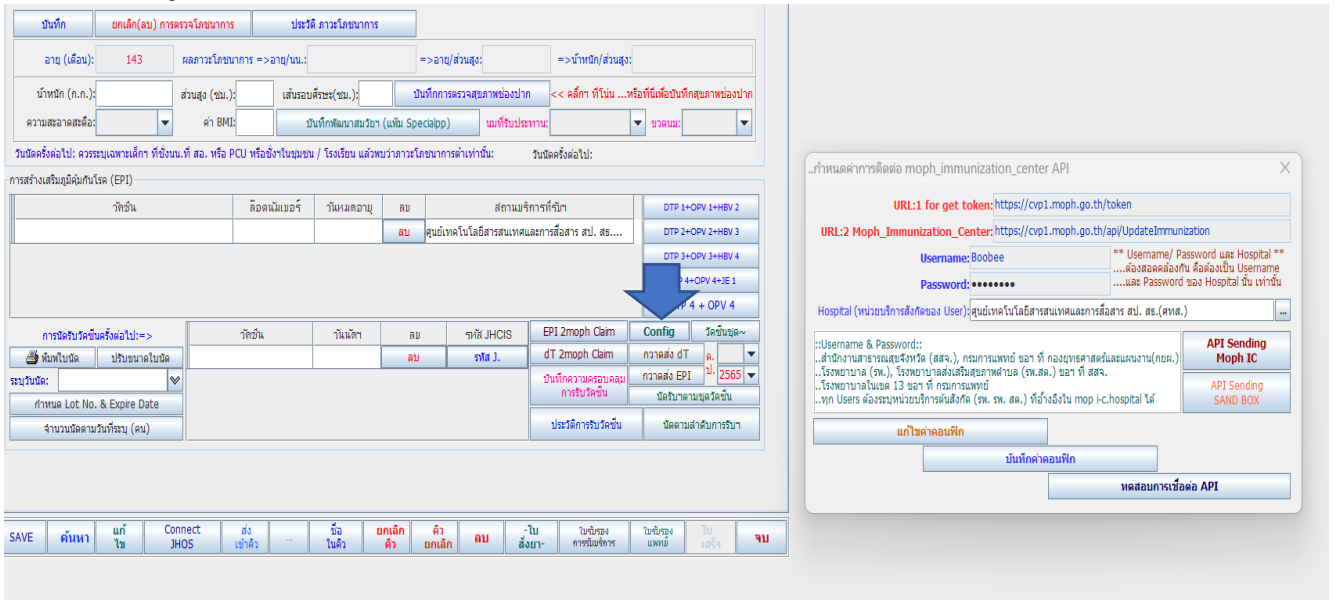 บันทึก
ยกเลิก(ลบ) การตรวจโภชนาการ
ประวัติ ภาวะโภชนาการ
อายุ (เดือน):
143
ผลภาวะโภชนาการ =>อายุ/นน.:
=>อายุ/ส่วนสูง:
=>น้ำหนัก/ส่วนสูง:
น้ำหนัก (ก.ก.):
ส่วนสูง (ซม.):
เส้นรอบศีรษะ(ซม.):
บันทึกการตรวจสุขภาพช่องปาก
<< คลิ๊กฯ ที่โน่น ...หรือที่นี่เพื่อบันทึกสุขภาพช่องปาก
ความสะอาดสะดือ:
ค่า BMI:
บันทึกพัฒนาสมวัยฯ (แฟ้ม Specialpp)
นมที่รับประทาน:
ขวดนม:
วันนัดครั้งต่อไป: ควรระบุเฉพาะเด็กฯ ที่ชั่งนน.ที่ สอ. หรือ PCU หรือชั่งฯในชุมชน / โรงเรียน แล้วพบว่าภาวะโภชนาการต่ำเท่านั้น:
วันนัดครั้งต่อไป:
การสร้างเสริมภูมิคุ้มกันโรค (EPI)
วัคซีน
ล๊อตนัมเบอร์
วันหมดอายุ
ลบ
สถานบริการที่รับฯ
ลบ
ศูนย์เทคโนโลยีสารสนเทศและการสื่อสาร สป. สธ....
DTP 1+OPV 1+HBV 2
DTP 2+OPV 2+HBV 3
DTP 3+OPV 3+HBV 4
4+OPV 4+JE 1
4 + OPV 4
การนัดรับวัคซีนครั้งต่อไป:=>
พิมพ์ใบนัด
ปรับขนาดใบนัด
ระบุวันนัด:
กำหนด Lot No. & Expire Date
จำนวนนัดตามวันที่ระบุ (คน)
วัคซีน
วันนัดฯ
ลบ
รหัส JHCIS
ลบ
รหัส J.
EPI 2moph Claim
Config
วัคซีนชุด~
dT 2moph Claim
กวาดส่ง dT
ด.
บันทึกความครอบคลุม
การรับวัคซีน
กวาดส่ง EPI
ป.
2565
นัดรับฯตามชุดวัคซีน
ประวัติการรับวัคซีน
นัดตามลำดับการรับฯ
SAVE
ค้นหา
แก้
ไข
Connect
JHOS
ส่ง
เข้าคิว
...
ชื่อ
ในคิว
ยกเลิก
คิว
คิว
ยกเลิก
ลบ
-ใบ
สั่งยา-
ใบรับรอง
การรับบริการ
ใบรับรอง
แพทย์
ใบ
เสร็จ
จบ
..กำหนดค่าการติดต่อ moph_immunization_center API
URL:1 for get token:
https://cvp1.moph.go.th/token
URL:2 Moph_Immunization_Center:
https://cvp1.moph.go.th/api/UpdateImmunization
Username:
Boobee
Password:
** Username/ Password และ Hospital **
....ต้องสอดคล้องกัน คือต้องเป็น Username
....และ Password ของ Hospital นั้น เท่านั้น
Hospital (หน่วยบริการสังกัดของ User):
ศูนย์เทคโนโลยีสารสนเทศและการสื่อสาร สป. สธ.(ศทส.)
...
::Username & Password::
..สำนักงานสาธารณสุขจังหวัด (สสจ.), กรมการแพทย์ ขอฯ ที่ กองยุทธศาสตร์และแผนงาน(กยผ.)
..โรงพยาบาล (รพ.), โรงพยาบาลส่งเสริมสุขภาพตำบล (รพ.สต.) ขอฯ ที่ สสจ.
..โรงพยาบาลในเขต 13 ขอฯ ที่ กรมการแพทย์
..ทุก Users ต้องระบุหน่วยบริการต้นสังกัด (รพ. รพ. สต.) ที่อ้างอิงใน mop i-c.hospital ได้
API Sending
Moph IC
API Sending
SAND BOX
แก้ไขค่าคอนฟิก
บันทึกค่าคอนฟิก
ทดสอบการเชื่อต่อ API